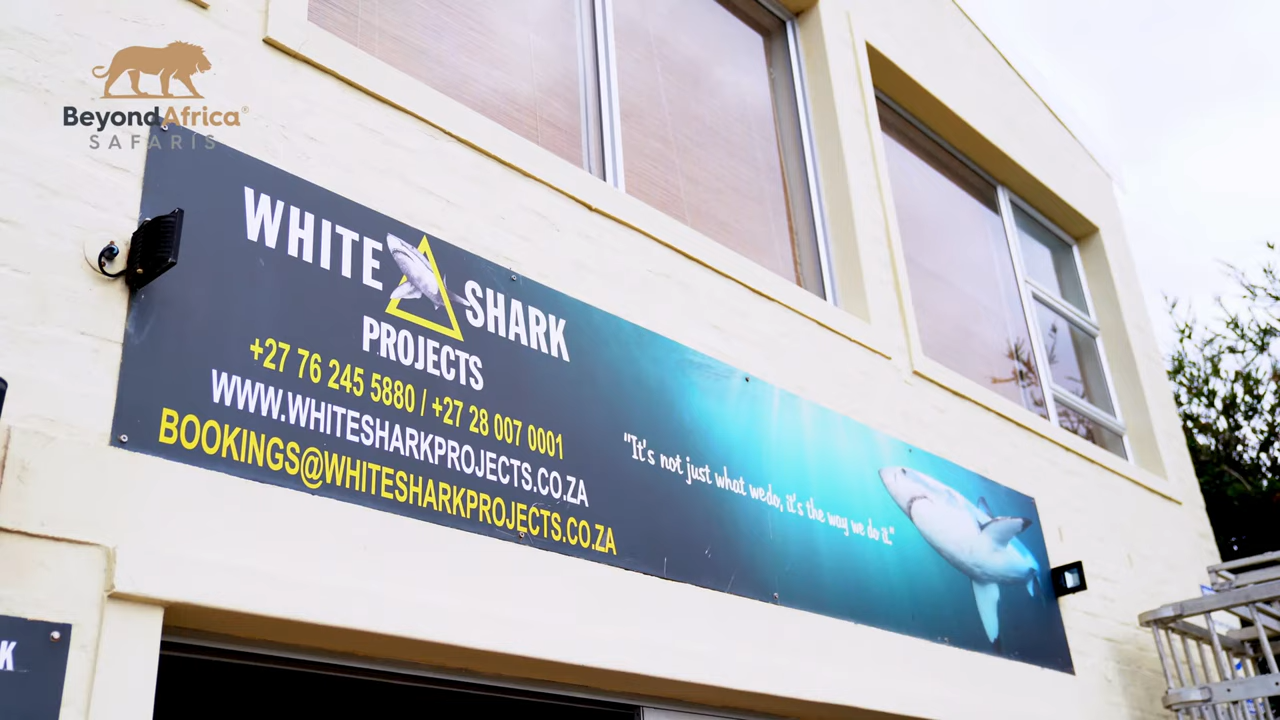 BeyondAfrica®
SAFARIS
WHITE SHARK
PROJECTS
+27 76 245 5880 / +27 28 007 0001
WWW.WHITESHARKPROJECTS.CO.ZA
BOOKINGS@WHITESHARKPROJECTS.CO.ZA
"It's not just what we do, it's the way we do it."
K